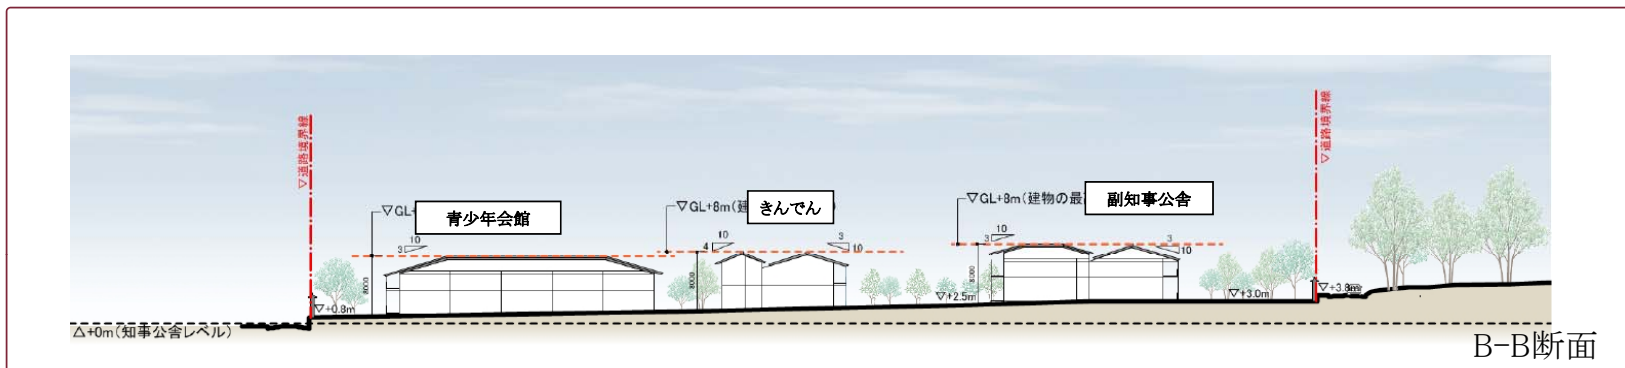 ▽道路境界線
▽道路境界線
▽GL+
青少年会館
▽GL+8m(建
きんでん
)
▽GL+8m(建物の最
副知事公舎
10
3
8000
10
4
3
10
8000
3
10
3
10
8000
▽+0.8m
▽+2.5m
▽+3.0m
▽+3.8m
△+0m(知事公舎レベル)
B-B断面